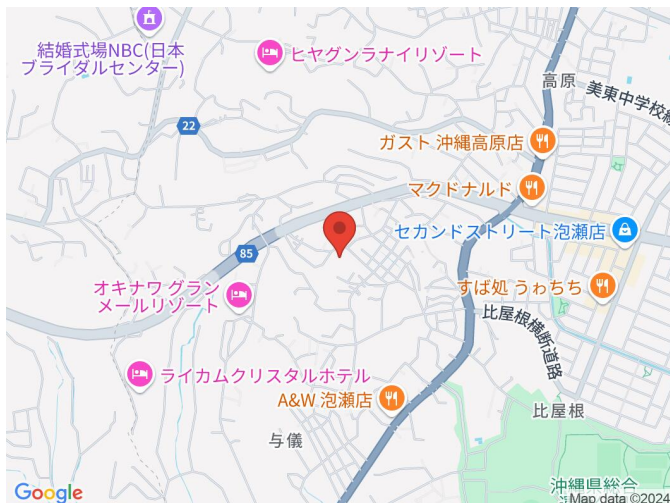 結婚式場NBC(日本
ブライダルセンター)
ヒヤグンラナイリゾート
高原
美東中学校線
22
ガスト 沖縄高原店
マクドナルド
セカンドストリート泡瀬店
85
オキナワ グラン
メールリゾート
すば処 うゎちち
比屋根横断道路
ライカムクリスタルホテル
A&W 泡瀬店
比屋根
与儀
沖縄県総合
Google
Map data ©2024